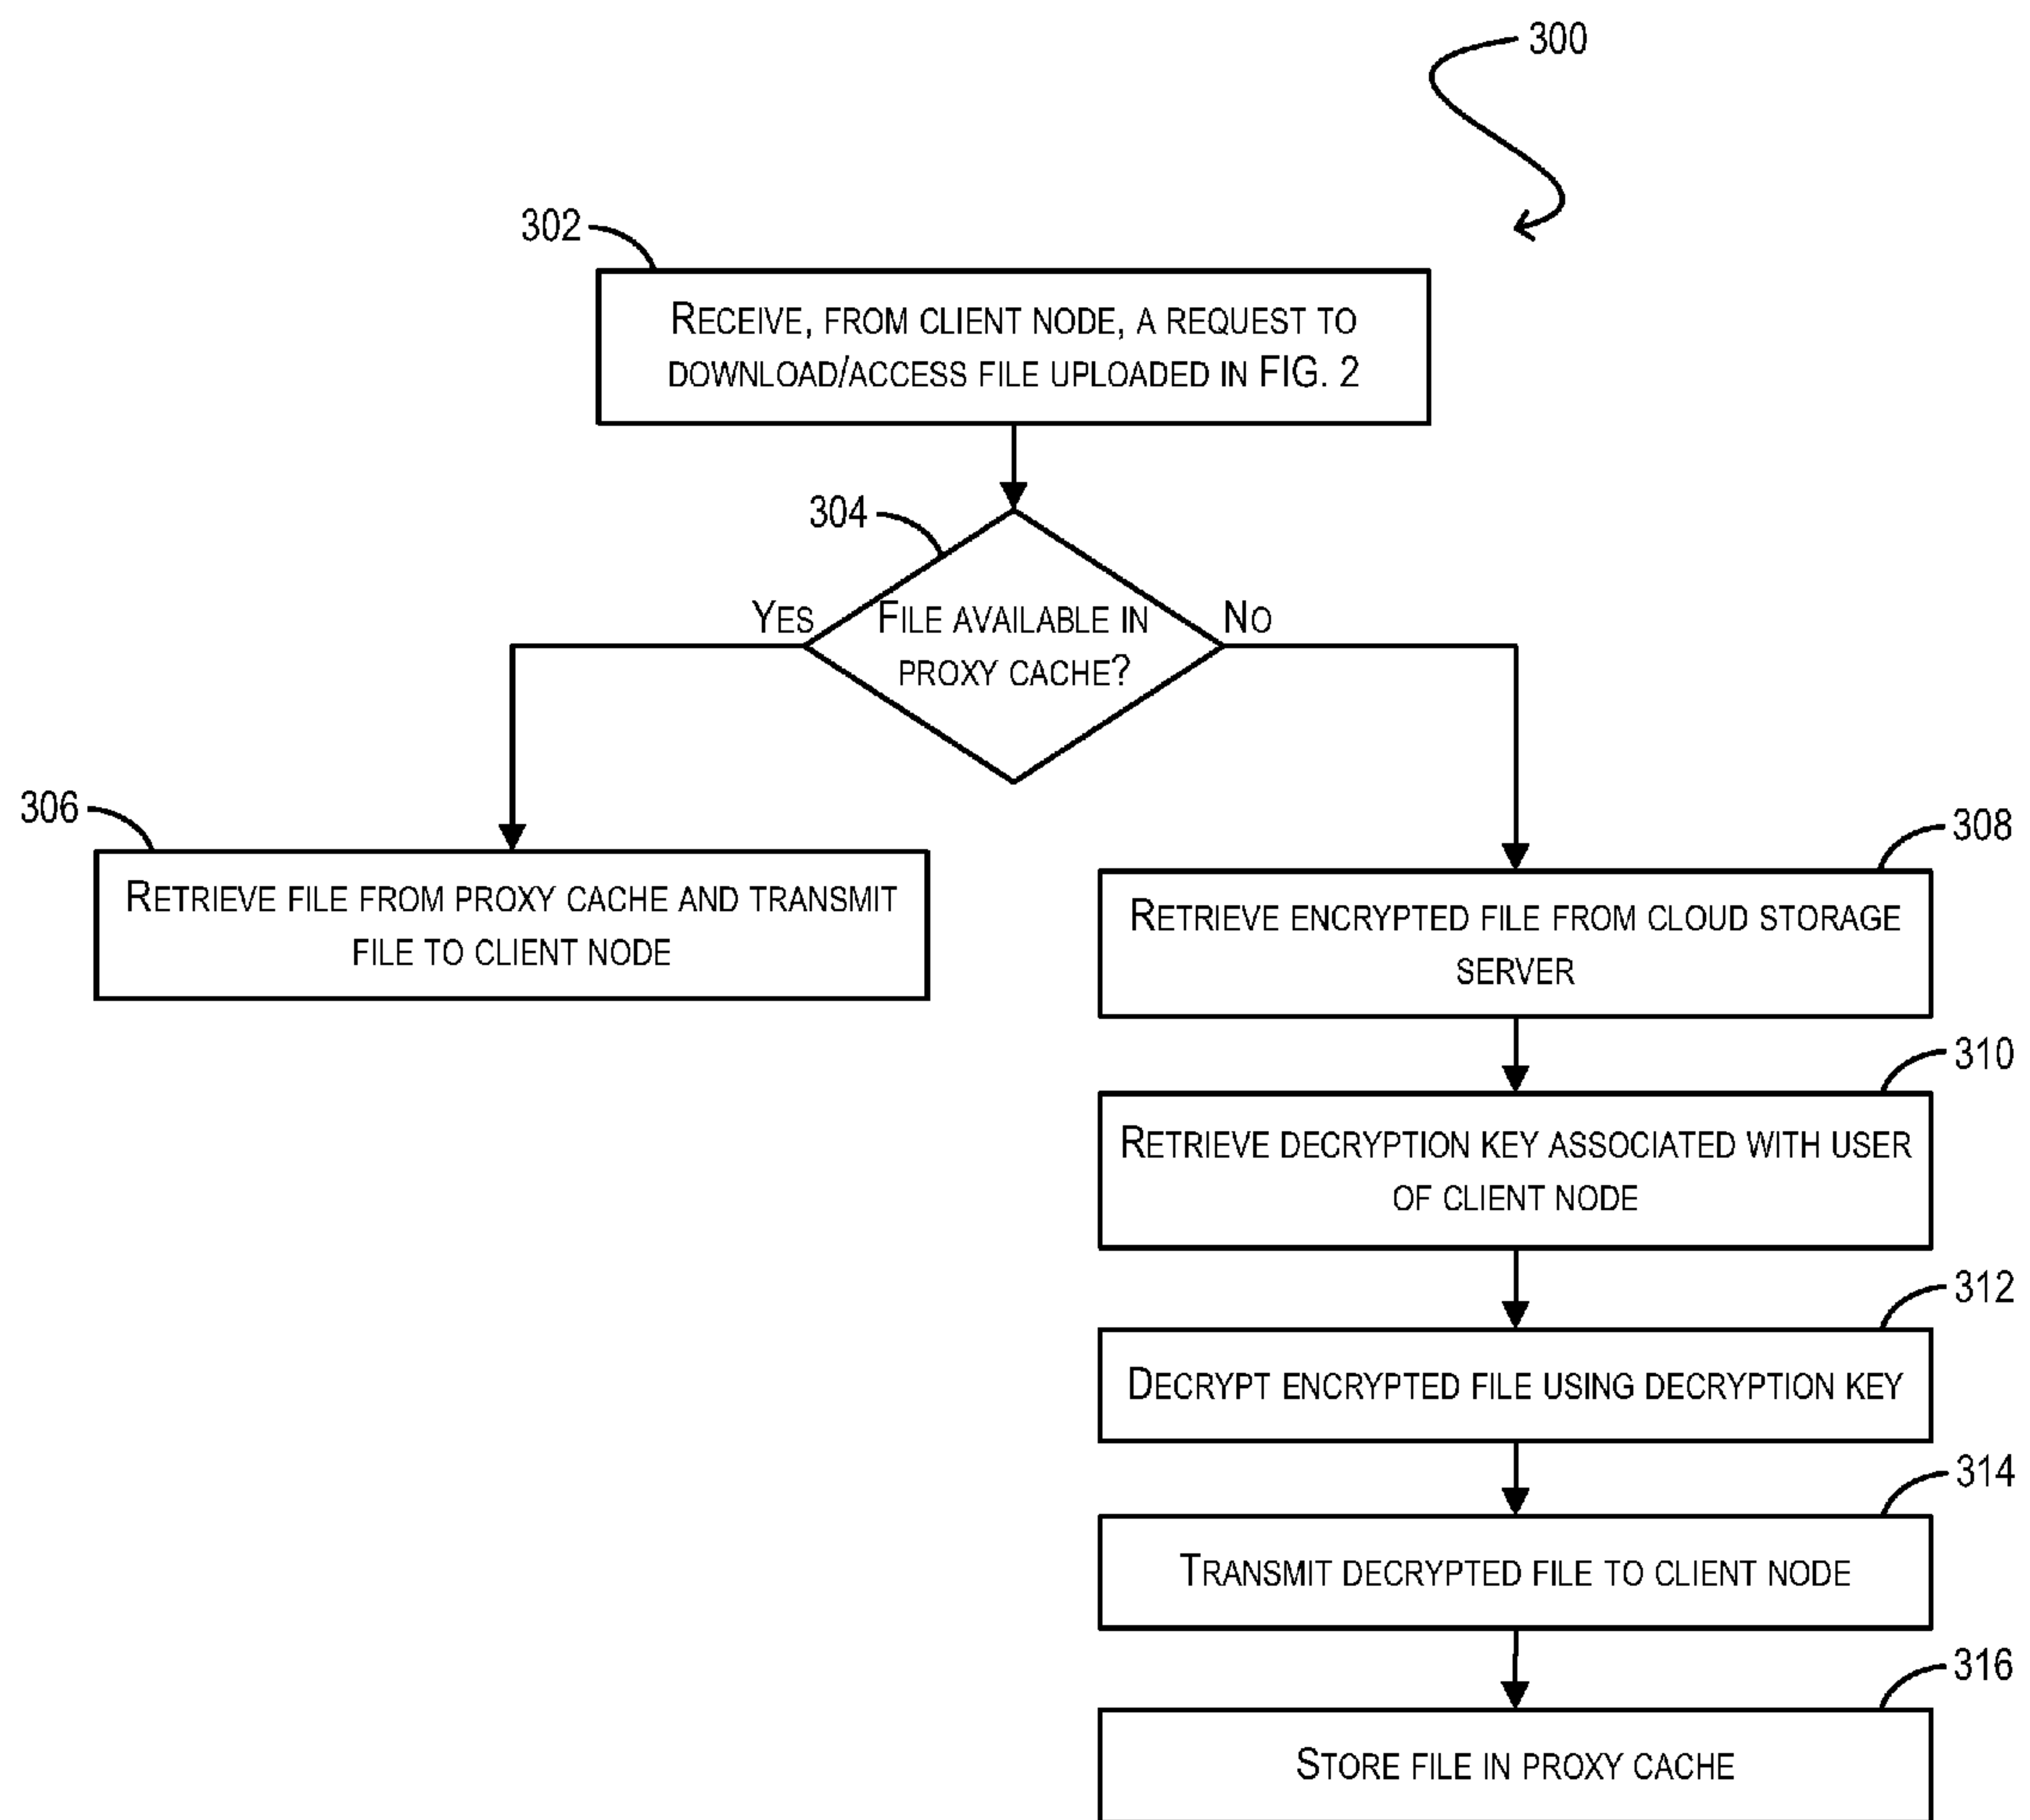 300
302
RECEIVE, FROM CLIENT NODE, A REQUEST TO
DOWNLOAD/ACCESS FILE UPLOADED IN FIG. 2
304
YES
FILE AVAILABLE IN
PROXY CACHE?
NO
306
RETRIEVE FILE FROM PROXY CACHE AND TRANSMIT
FILE TO CLIENT NODE
308
RETRIEVE ENCRYPTED FILE FROM CLOUD STORAGE
SERVER
310
RETRIEVE DECRYPTION KEY ASSOCIATED WITH USER
OF CLIENT NODE
312
DECRYPT ENCRYPTED FILE USING DECRYPTION KEY
314
TRANSMIT DECRYPTED FILE TO CLIENT NODE
316
STORE FILE IN PROXY CACHE